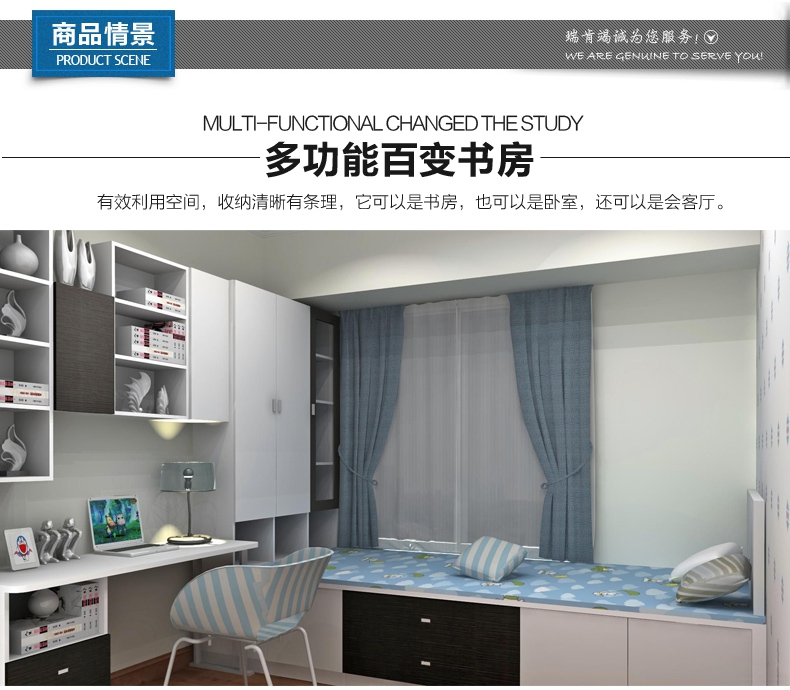 商品情景
PRODUCT SCENE
瑞肯竭诚为您服务!
WE ARE GENUINE TO SERVE YOU!
MULTI-FUNCTIONAL CHANGED THE STUDY
多功能百变书房
有效利用空间，收纳清晰有条理，它可以是书房，也可以是卧室，还可以是会客厅。